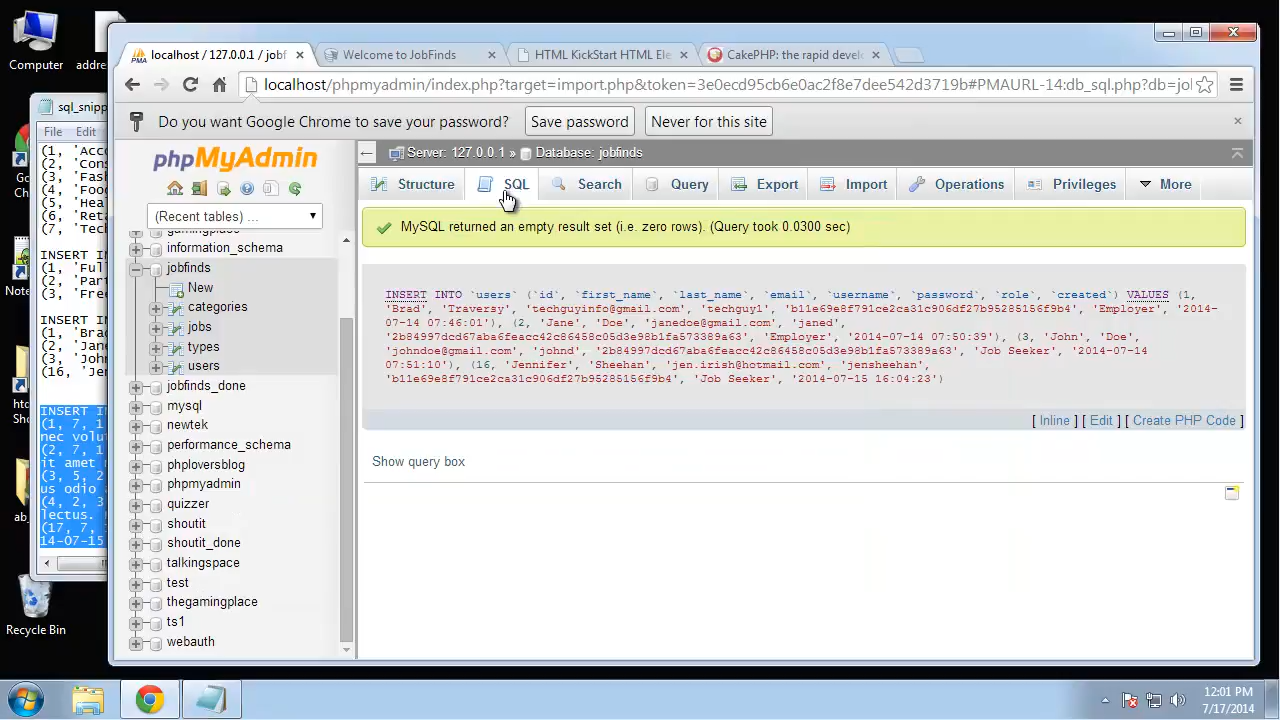 Computer
addre
localhost / 127.0.0.1 / jobf
Welcome to JobFinds
HTML KickStart HTML Ele
CakePHP: the rapid devel
localhost/phpmyadmin/index.php?target=import.php&token=3e0ecd95cb6e0ac2f8e7dee542d3719b#PMAURL-14:db_sql.php?db=jol
Do you want Google Chrome to save your password?
Save password
Never for this site
sql_snipp
File Edit
(1, 'Acco
(2, 'Cons
(3, 'Fash
(4, 'Food
(5, 'Heal
(6, 'Reta
(7, 'Tech
INSERT IN
(1, 'Full
(2, 'Part
(3, 'Free
INSERT IN
(1, 'Brad
(2, 'Jane
(3, 'John
(16, 'Jen
INSERT IN
(1, 7, 1
nec volut
(2, 7, 1
it amet
(3, 5, 2
us odio
(4, 2, 3
lectus.
(17, 7,
14-07-15
Recycle Bin
phpMyAdmin
(Recent tables) ...
information_schema
jobfinds
New
categories
jobs
types
users
jobfinds_done
mysql
newtek
performance_schema
phploversblog
phpmyadmin
quizzer
shoutit
shoutit_done
talkingspace
test
thegamingplace
ts1
webauth
Server: 127.0.0.1 » Database: jobfinds
Structure
SQL
Search
Query
Export
Import
Operations
Privileges
More
MySQL returned an empty result set (i.e. zero rows). (Query took 0.0300 sec)
INSERT INTO `users` (`id`, `first_name`, `last_name`, `email`, `username`, `password`, `role`, `created`) VALUES (1,
'Brad', 'Traversy', 'techguyinfo@gmail.com', 'techguy1', 'b11e69e8f791ce2ca31c906df27b95285156f9b4', 'Employer', '2014-
07-14 07:46:01'), (2, 'Jane', 'Doe', 'janedoe@gmail.com', 'janed',
'2b84997dcd67aba6feacc42c86458c05d3e98b1fa573389a63', 'Employer', '2014-07-14 07:50:39'), (3, 'John', 'Doe',
'johndoe@gmail.com', 'johnd', '2b84997dcd67aba6feacc42c86458c05d3e98b1fa573389a63', 'Job Seeker', '2014-07-14
07:51:10'), (16, 'Jennifer', 'Sheehan', 'jen.irish@hotmail.com', 'jensheehan',
'b11e69e8f791ce2ca31c906df27b95285156f9b4', 'Job Seeker', '2014-07-15 16:04:23')
[ Inline ] [ Edit ] [ Create PHP Code ]
Show query box
12:01 PM
7/17/2014